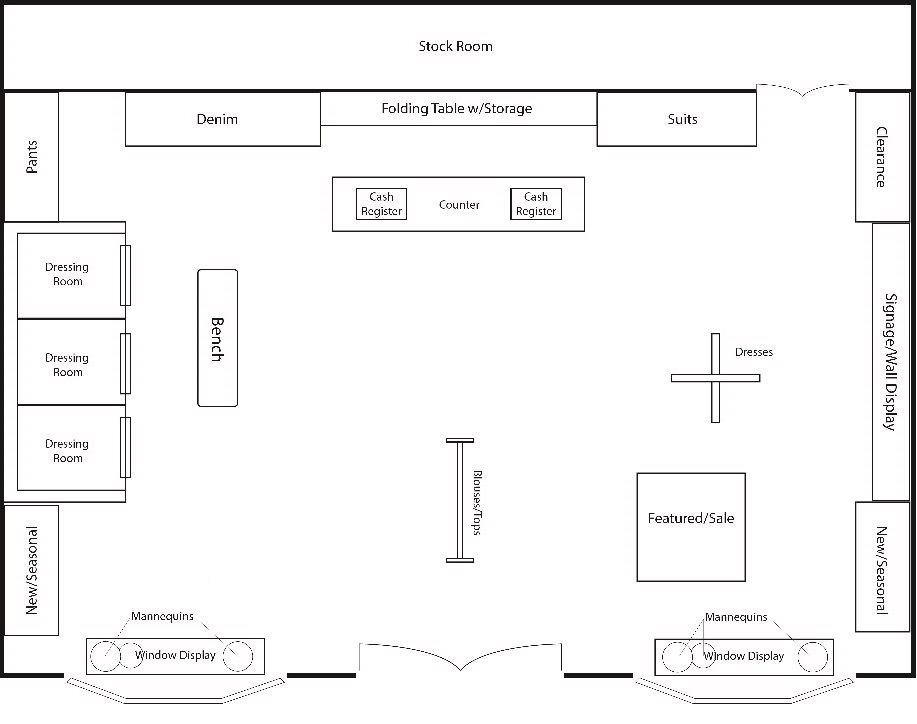 Stock Room
Denim
Folding Table w/Storage
Suits
Pants
Clearance
Cash
Register
Counter
Cash
Register
Dressing
Room
Bench
Dressing
Room
Dressing
Room
Dresses
Signage/Wall Display
Blouses/Tops
Featured/Sale
New/Seasonal
New/Seasonal
Mannequins
Window Display
Mannequins
Window Display